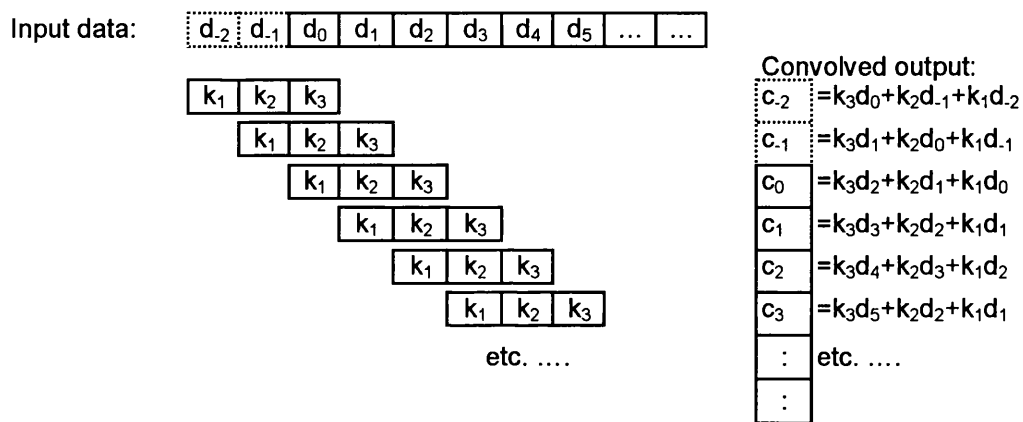 Input data: d-2 d-1 d0 d1 d2 d3 d4 d5 ... ...
Convolved output:
k1 k2 k3
c-2 =k3d0+k2d-1+k1d-2
k1 k2 k3
c-1 =k3d1+k2d0+k1d-1
k1 k2 k3
c0 =k3d2+k2d1+k1d0
k1 k2 k3
c1 =k3d3+k2d2+k1d1
k1 k2 k3
c2 =k3d4+k2d3+k1d2
k1 k2 k3
c3 =k3d5+k2d2+k1d1
etc. ....
: etc. ....
: